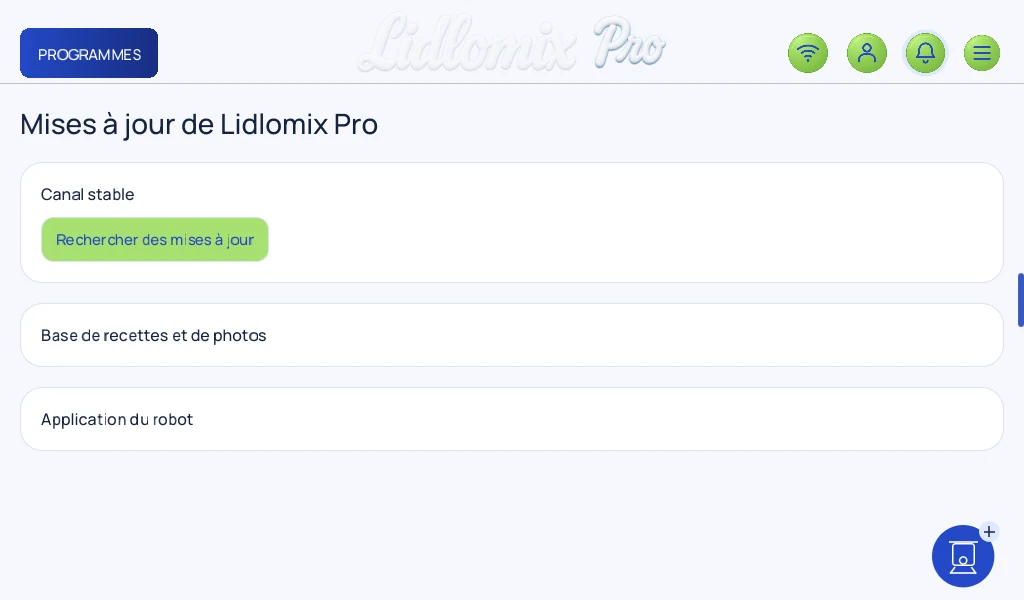 PROGRAMMES
Lidlomix Pro
Mises à jour de Lidlomix Pro
Canal stable
Rechercher des mises à jour
Base de recettes et de photos
Application du robot